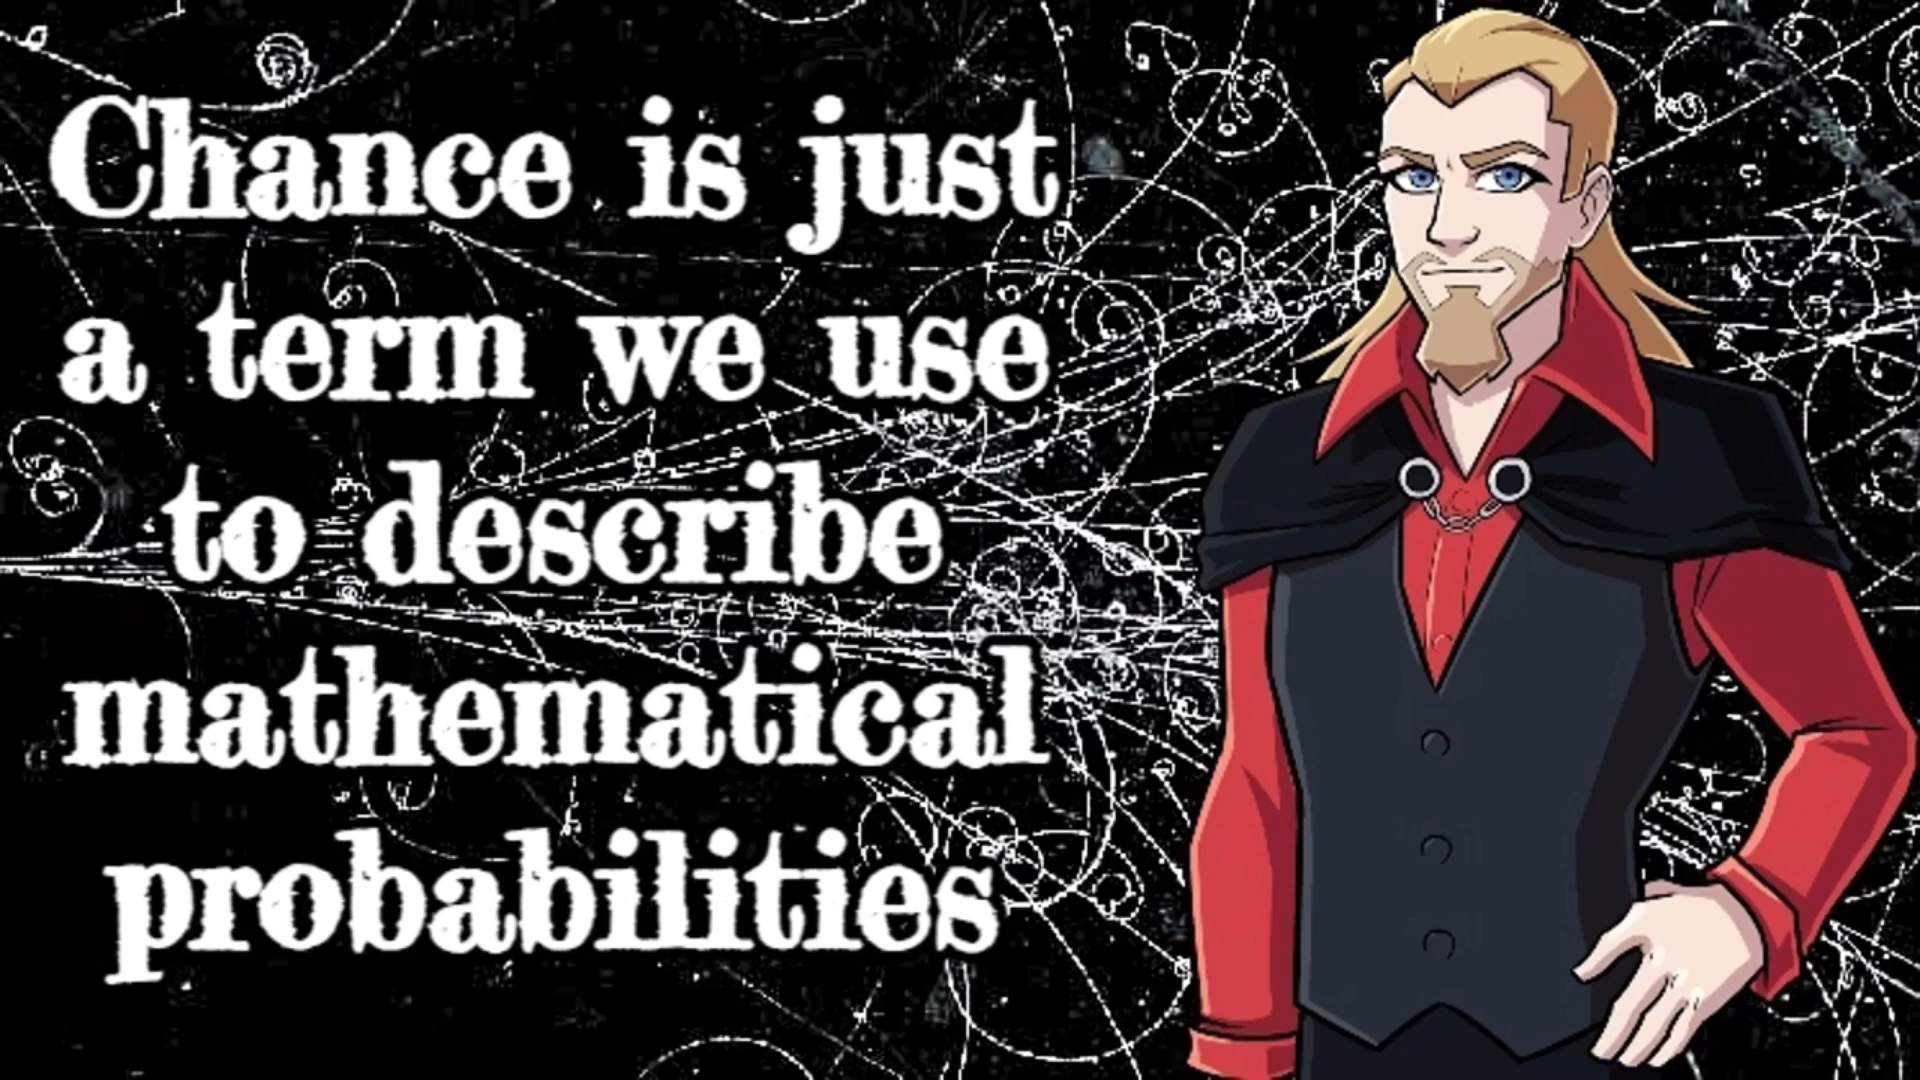 Chance is just
a term we use
to describe
mathematical
probabilities